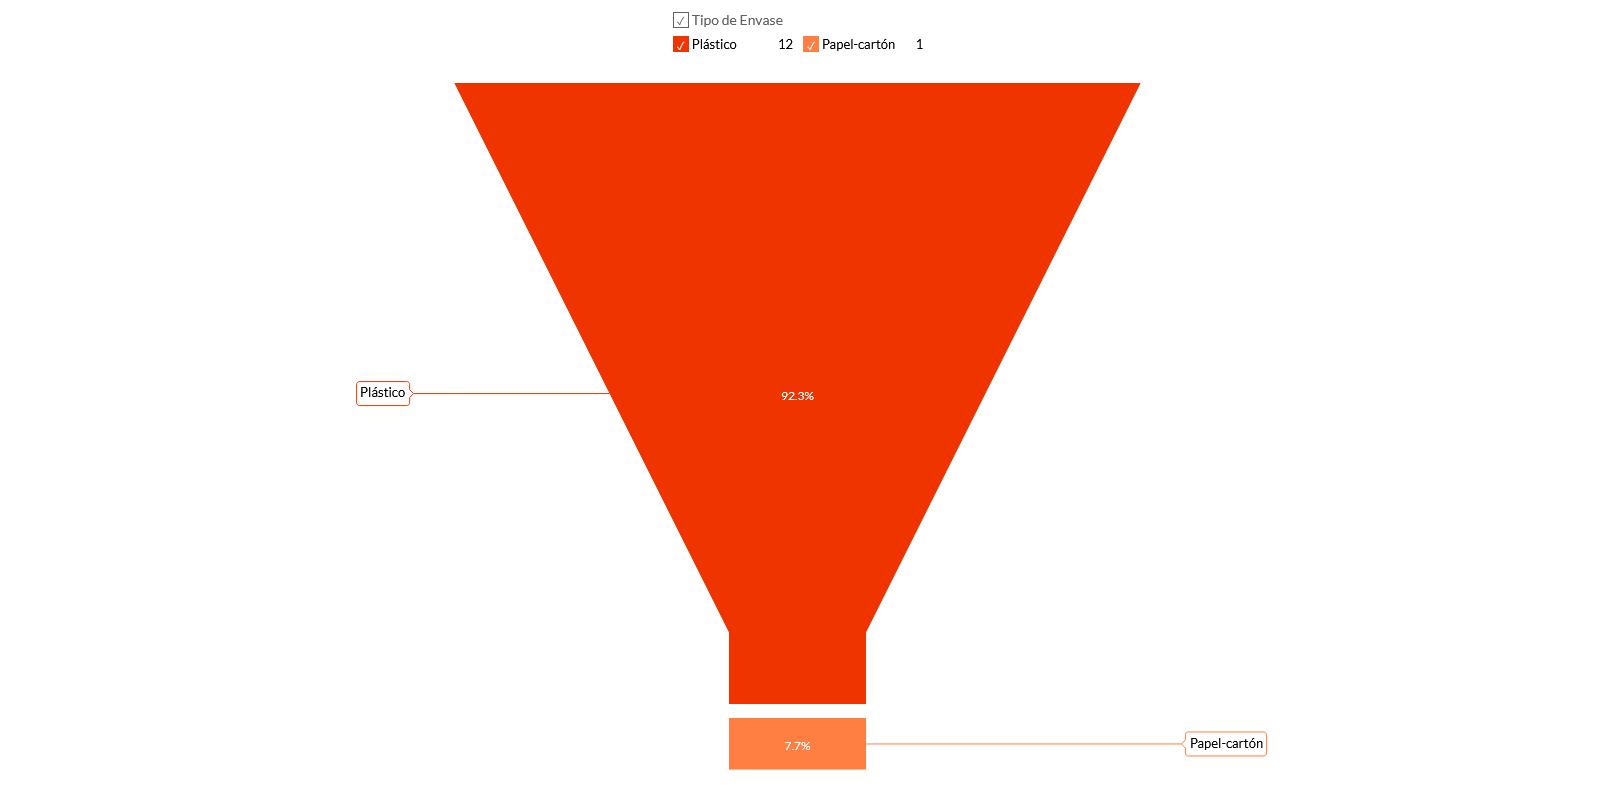 Tipo de Envase
Plástico 12 Papel-cartón 1
Plástico
92.3%
7.7%
Papel-cartón